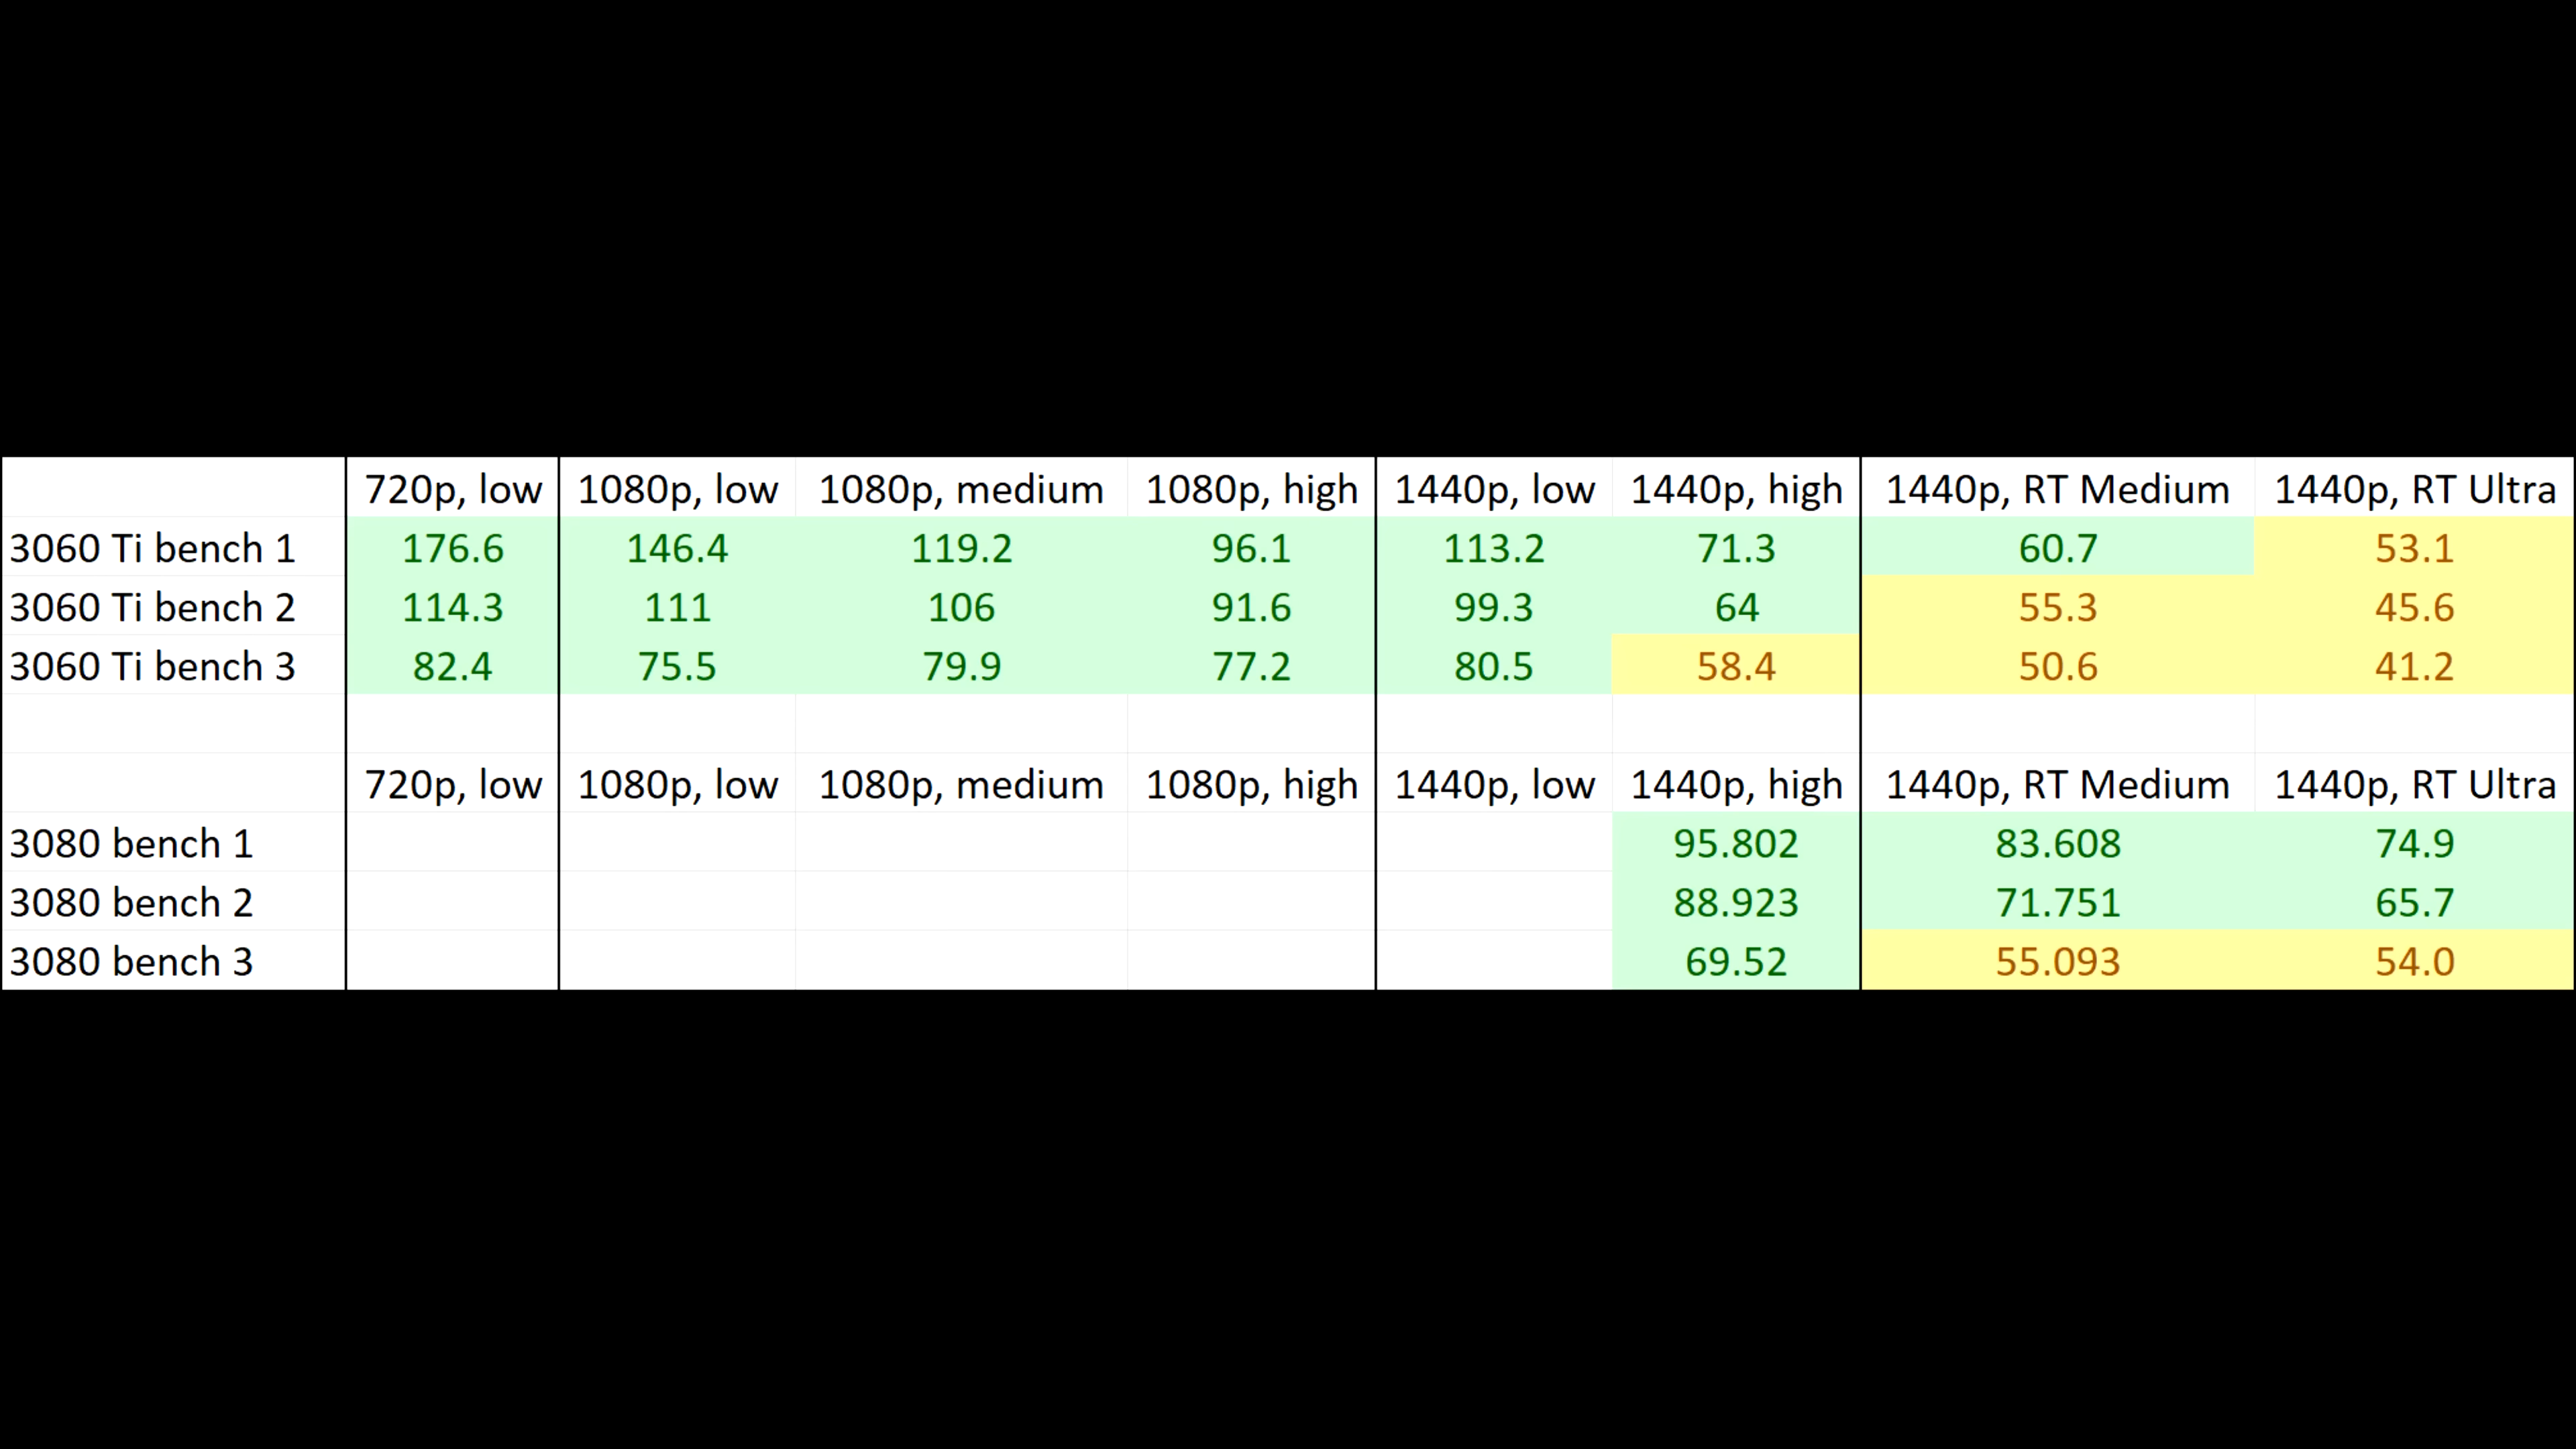 720p, low 1080p, low 1080p, medium 1080p, high 1440p, low 1440p, high 1440p, RT Medium 1440p, RT Ultra
3060 Ti bench 1 176.6 146.4 119.2 96.1 113.2 71.3 60.7 53.1
3060 Ti bench 2 114.3 111 106 91.6 99.3 64 55.3 45.6
3060 Ti bench 3 82.4 75.5 79.9 77.2 80.5 58.4 50.6 41.2
720p, low 1080p, low 1080p, medium 1080p, high 1440p, low 1440p, high 1440p, RT Medium 1440p, RT Ultra
3080 bench 1 95.802 83.608 74.9
3080 bench 2 88.923 71.751 65.7
3080 bench 3 69.52 55.093 54.0